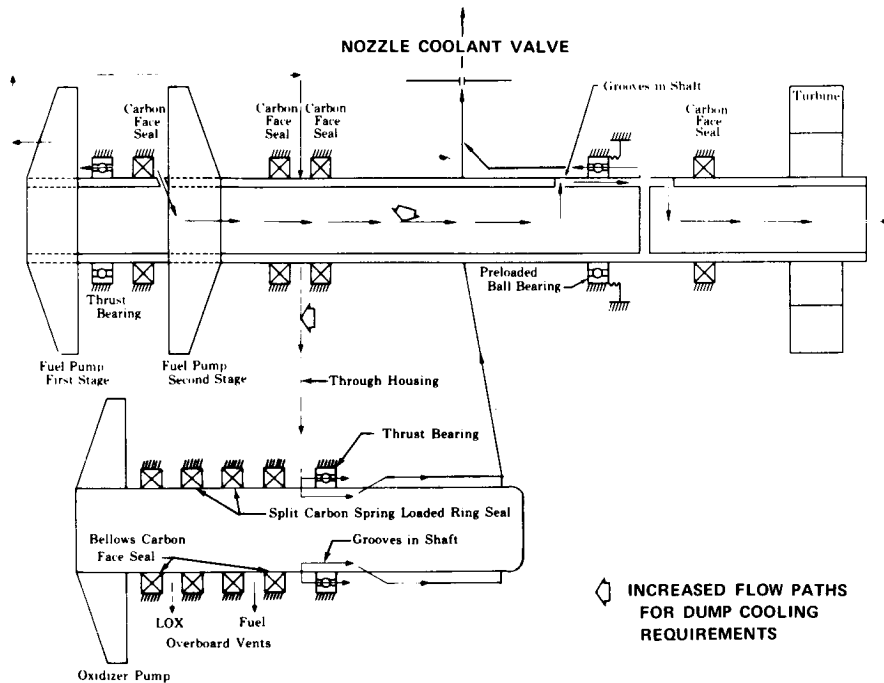 NOZZLE COOLANT VALVE
Grooves in Shaft
Carbon
Face
Seal
Carbon
Face
Seal
Carbon
Face
Seal
Carbon
Face
Seal
Turbine
Thrust
Bearing
Preloaded
Ball Bearing
Fuel Pump
First Stage
Fuel Pump
Second Stage
Through Housing
Thrust Bearing
Split Carbon Spring Loaded Ring Seal
Bellows Carbon
Face Seal
Grooves in Shaft
LOX
Fuel
Overboard Vents
Oxidizer Pump
INCREASED FLOW PATHS
FOR DUMP COOLING
REQUIREMENTS